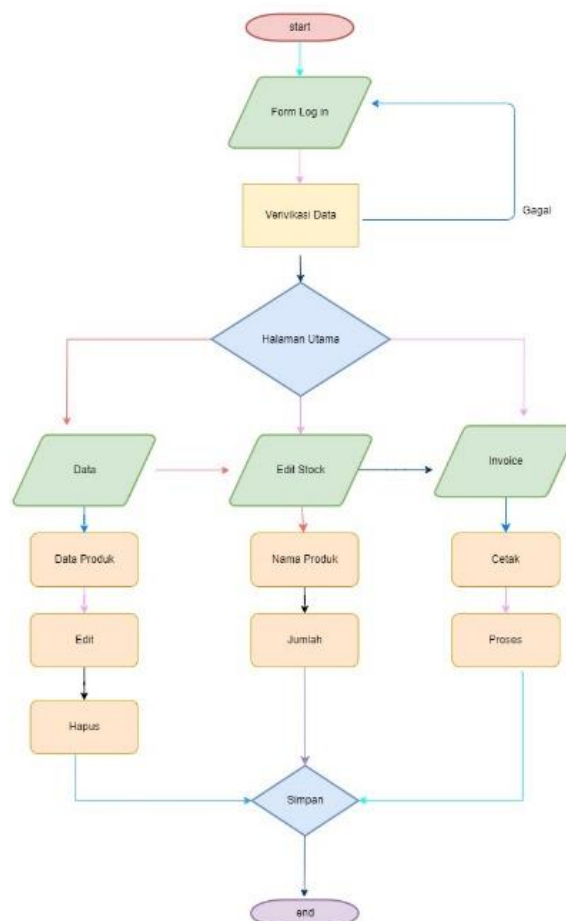 start
Form Log in
Verivikasi Data
Gagal
Halaman Utama
Data
Edit Stock
Invoice
Data Produk
Nama Produk
Cetak
Edit
Jumlah
Proses
Hapus
Simpan
end